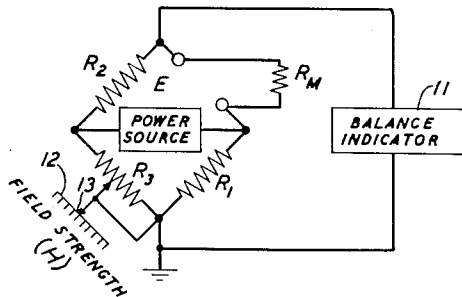 11
R2
E
RM
POWER
SOURCE
BALANCE
INDICATOR
12
13
R3
R1
FIELD STRENGTH
(H)